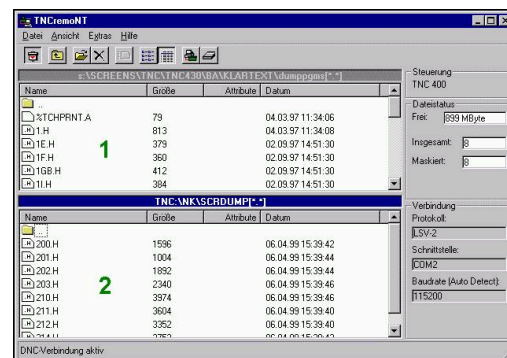 TNCremoNT
Datei Ansicht Extras Hilfe
s:\SCREENS\TNC\TNC430\BA\KLARTEXT\dumppgms[*.*]
Name Größe Attribute Datum
..
%TCHPRNT.A 79 04.03.97 11:34:06
1.H 813 04.03.97 11:34:08
1E.H 379 02.09.97 14:51:30
1F.H 360 02.09.97 14:51:30
1GB.H 412 02.09.97 14:51:30
1I.H 384 02.09.97 14:51:30
1
TNC:\NK\SCRDUMP[*.*]
Name Größe Attribute Datum
..
200.H 1596 06.04.99 15:39:42
201.H 1004 06.04.99 15:39:44
202.H 1892 06.04.99 15:39:44
203.H 2340 06.04.99 15:39:46
210.H 3974 06.04.99 15:39:46
211.H 3604 06.04.99 15:39:40
212.H 3352 06.04.99 15:39:40
2
Steuerung
TNC 400
Dateistatus
Frei: 899 MByte
Insgesamt: 8
Maskiert: 8
Verbindung
Protokoll:
LSV-2
Schnittstelle:
COM2
Baudrate (Auto Detect):
115200
DNC-Verbindung aktiv